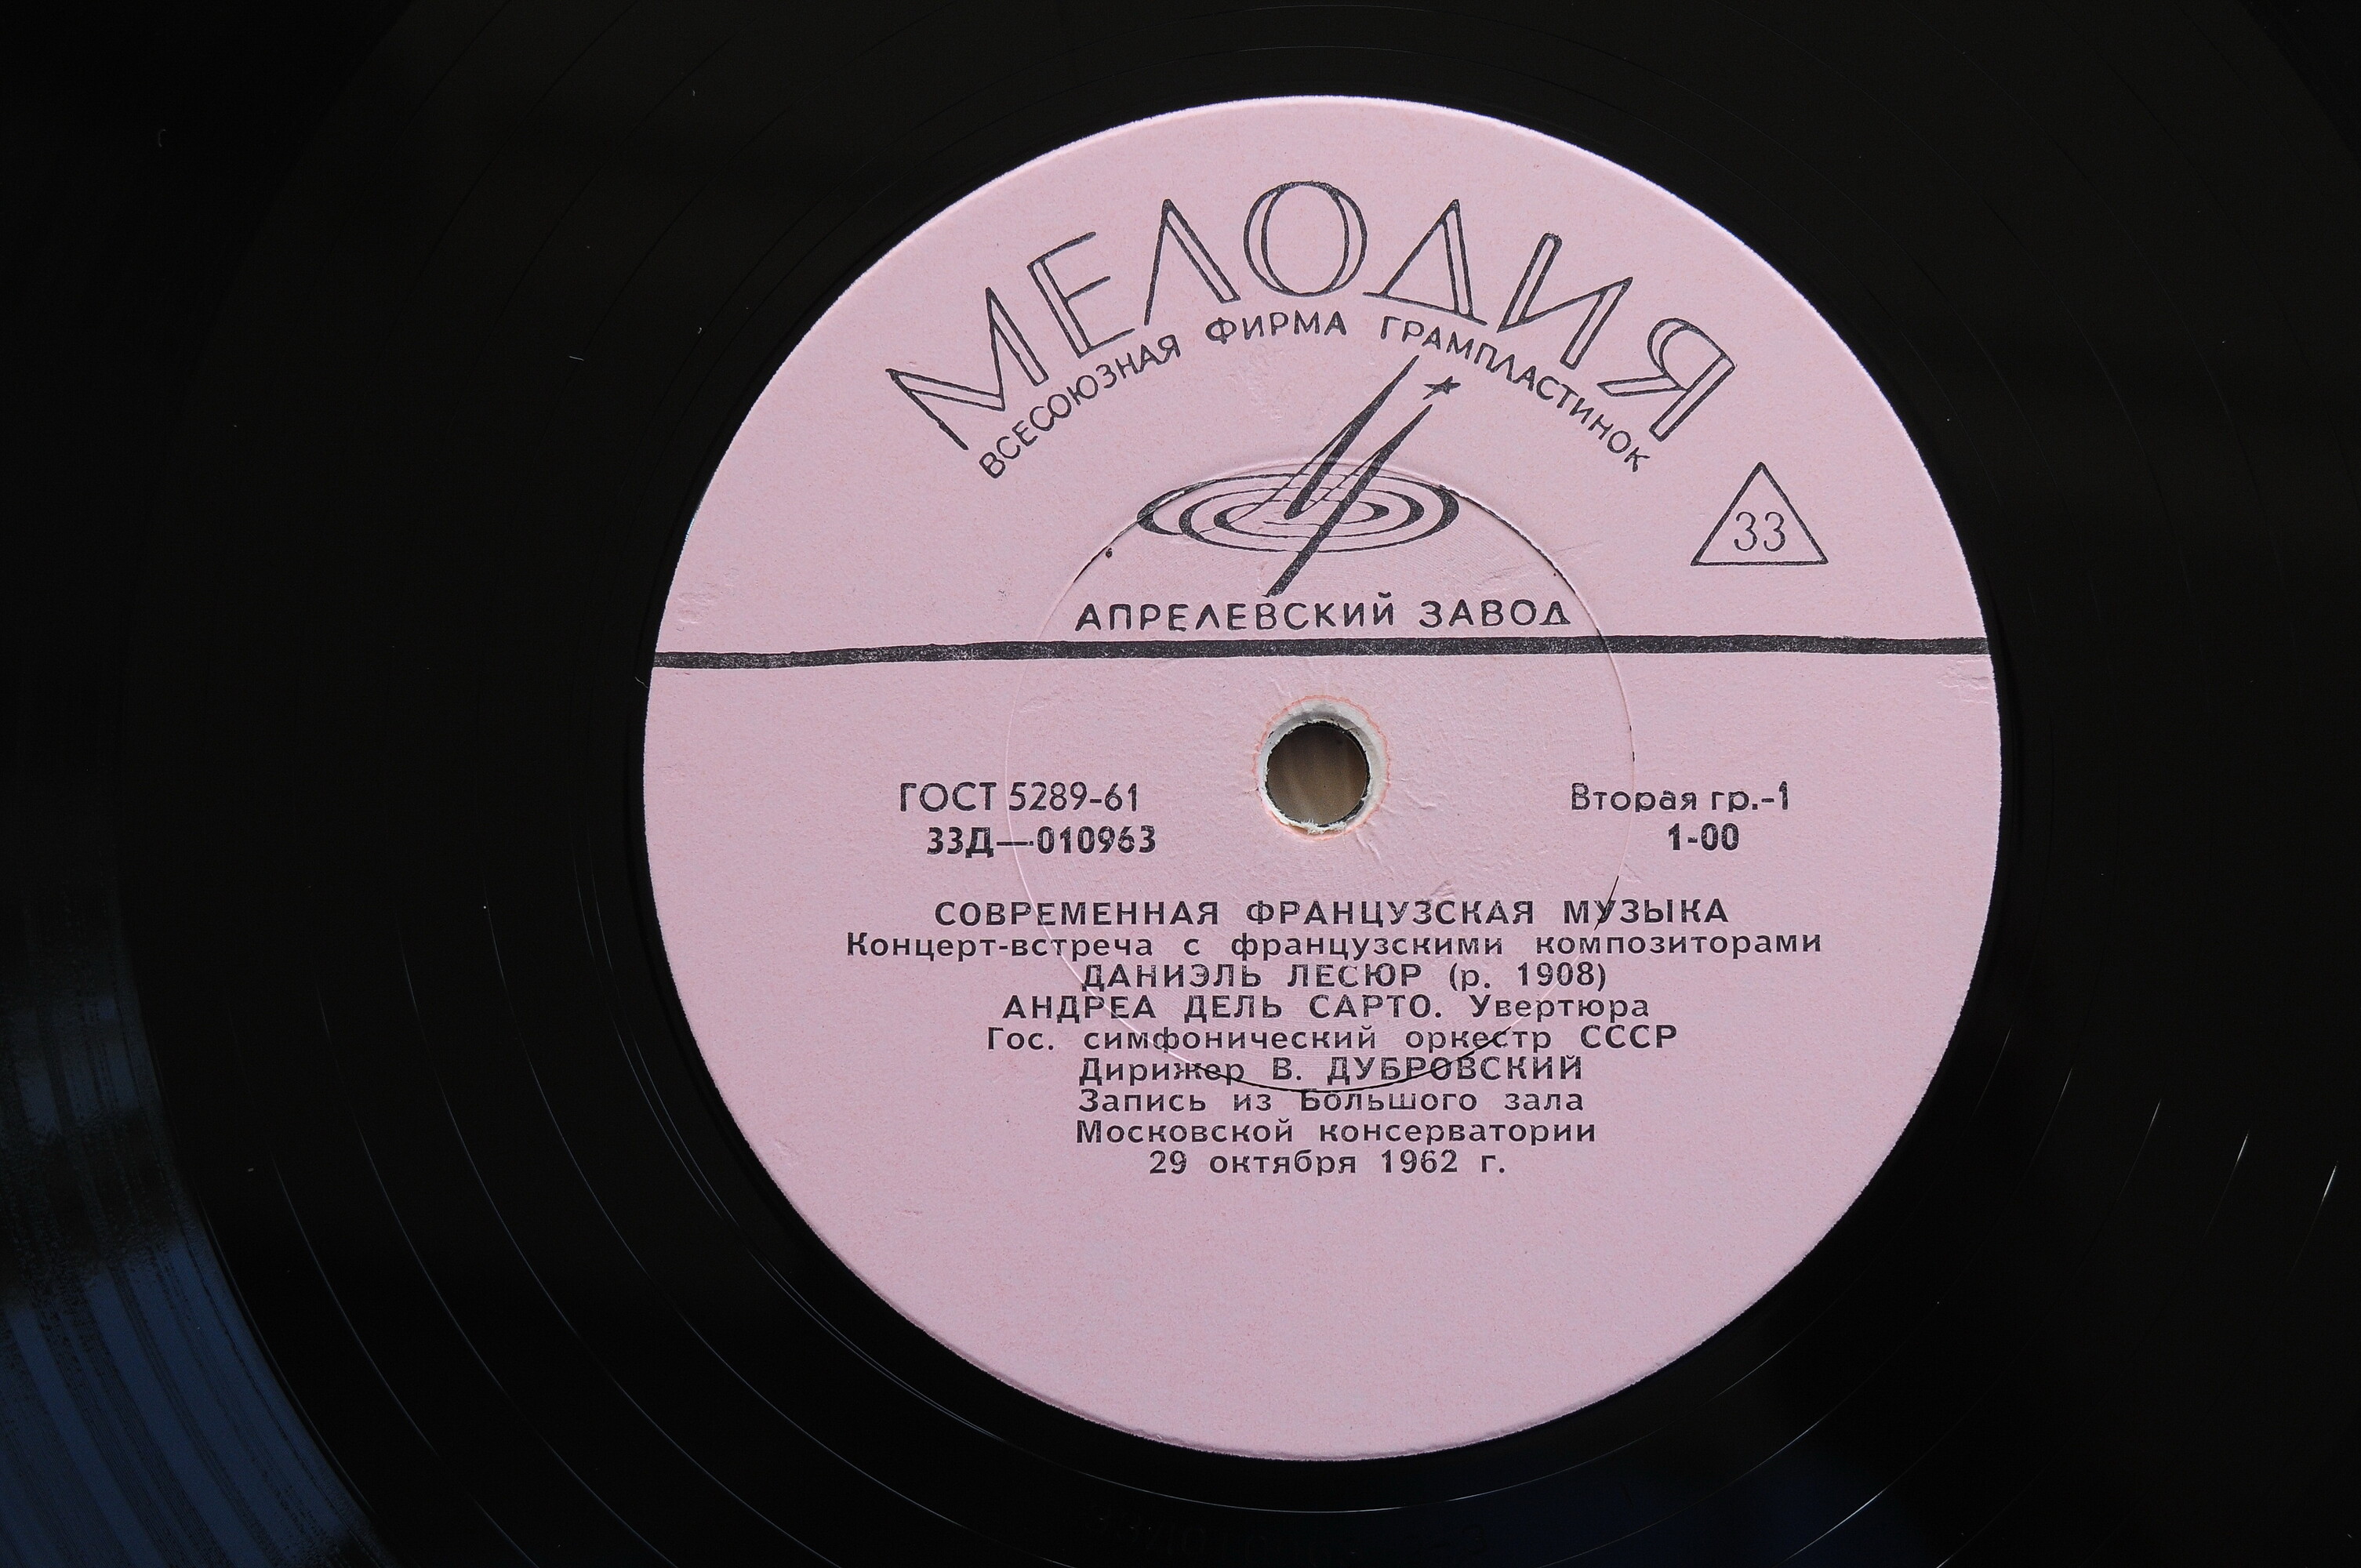 МЕЛОДИЯ
ВСЕСОЮЗНАЯ ФИРМА ГРАМПЛАСТИНОК
33
АПРЕЛЕВСКИЙ ЗАВОД
ГОСТ 5289-61
Вторая гр.-1
33Д—010963
1-00
СОВРЕМЕННАЯ ФРАНЦУЗСКАЯ МУЗЫКА
Концерт-встреча с французскими композиторами
ДАНИЭЛЬ ЛЕСЮР (р. 1908)
АНДРЕА ДЕЛЬ САРТО. Увертюра
Гос. симфонический оркестр СССР
Дирижер В. ДУБРОВСКИЙ
Запись из Большого зала
Московской консерватории
29 октября 1962 г.